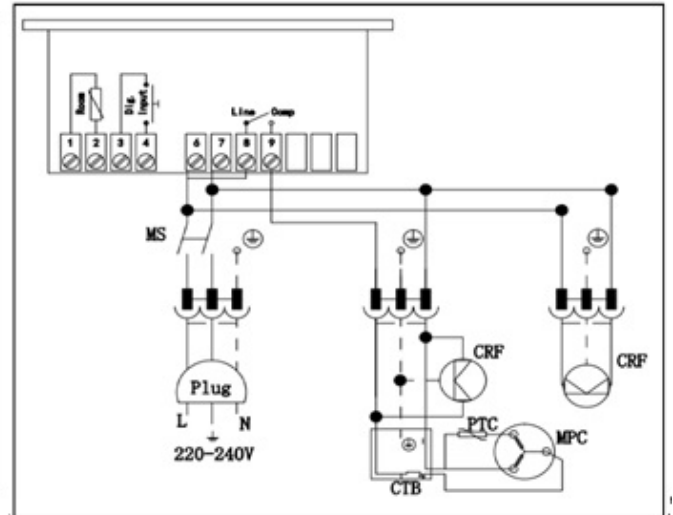 Room
Dig.
Input
Line Comp
1 2 3 4 6 7 8 9
MS
CRF
CRF
Plug
L N
220-240V
PTC
MPC
CTB